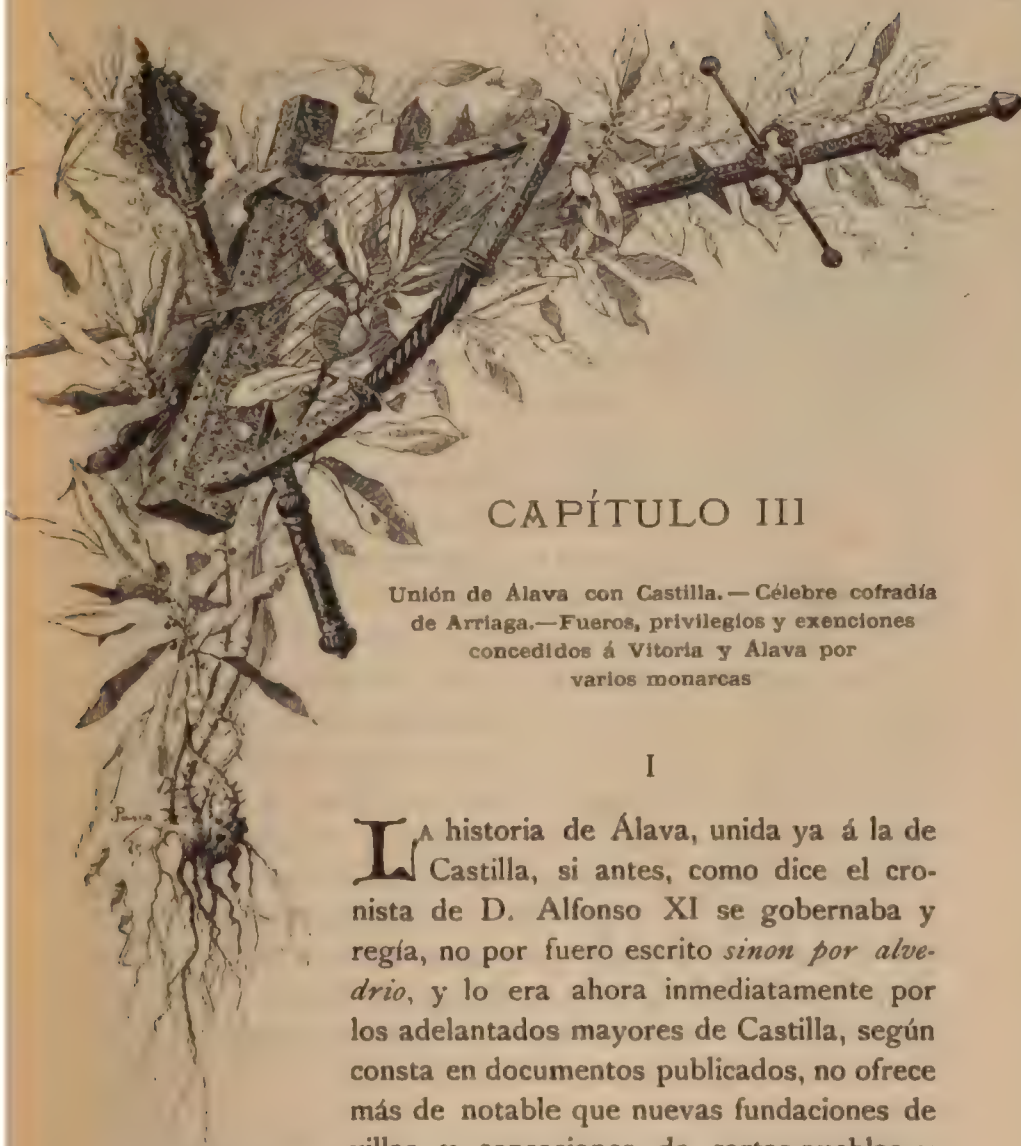 CAPÍTULO III
Unión de Álava con Castilla.—Célebre cofradía
de Arriaga.—Fueros, privilegios y exenciones
concedidos á Vitoria y Álava por
varios monarcas
I
LA historia de Álava, unida ya á la de
Castilla, si antes, como dice el cro-
nista de D. Alfonso XI se gobernaba y
regía, no por fuero escrito sinon por alve-
drio, y lo era ahora inmediatamente por
los adelantados mayores de Castilla, según
consta en documentos publicados, no ofrece
más de notable que nuevas fundaciones de